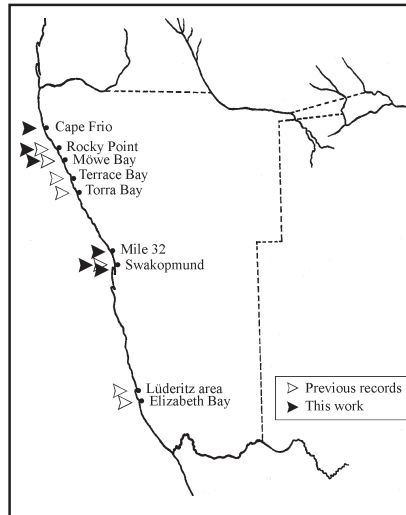 Cape Frio
Rocky Point
Möwe Bay
Terrace Bay
Torra Bay
Mile 32
Swakopmund
Lüderitz area
Elizabeth Bay
Previous records
This work